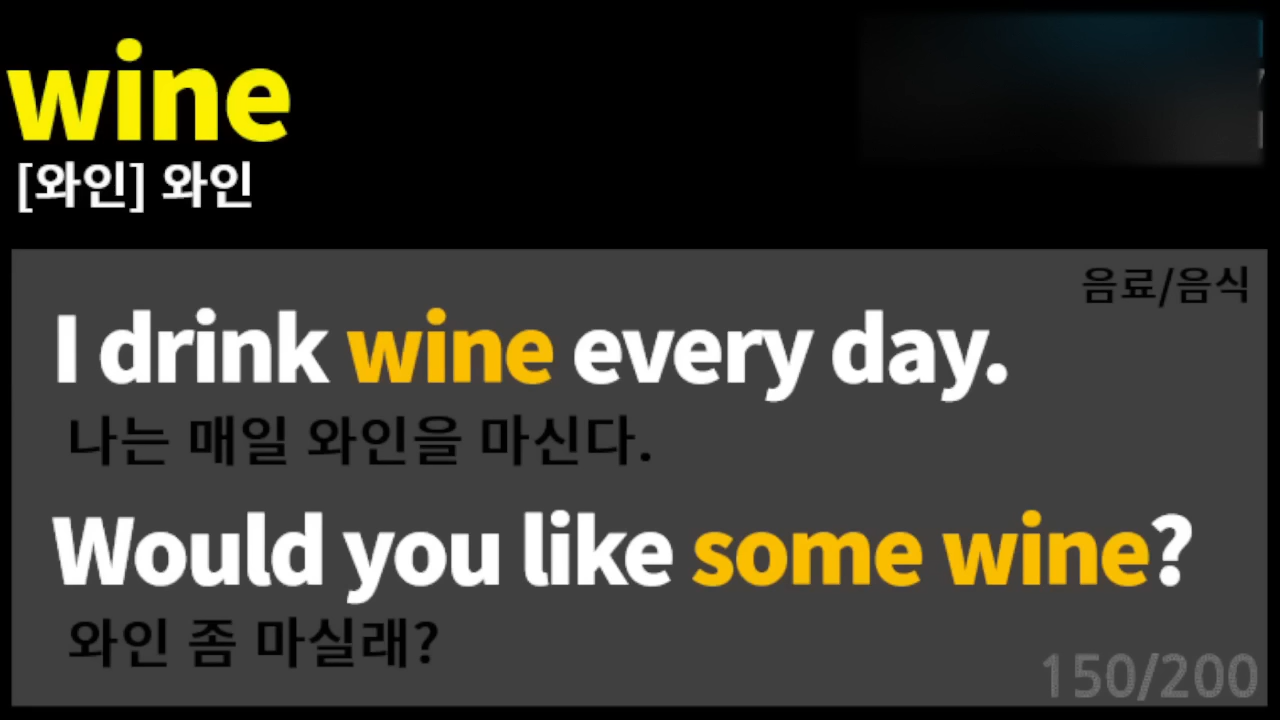 wine
[와인] 와인
음료/음식
I drink wine every day.
나는 매일 와인을 마신다.
Would you like some wine?
와인 좀 마실래?
150/200